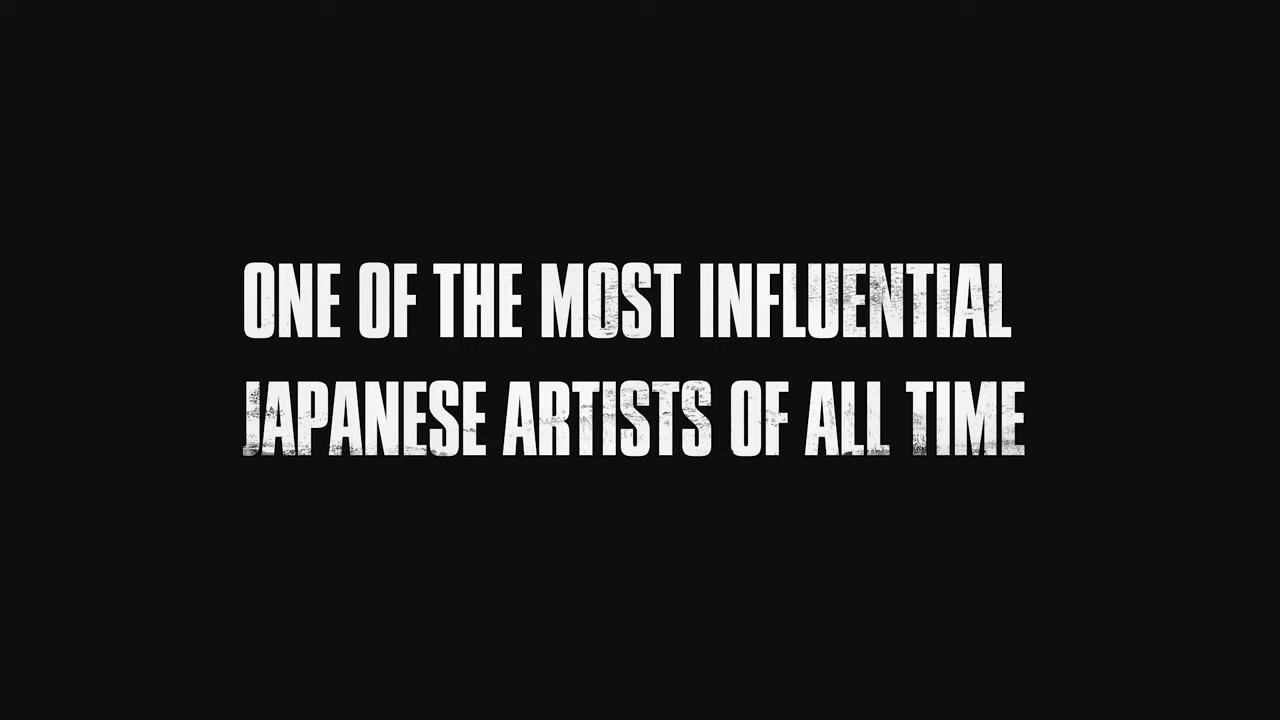 ONE OF THE MOST INFLUENTIAL
JAPANESE ARTISTS OF ALL TIME